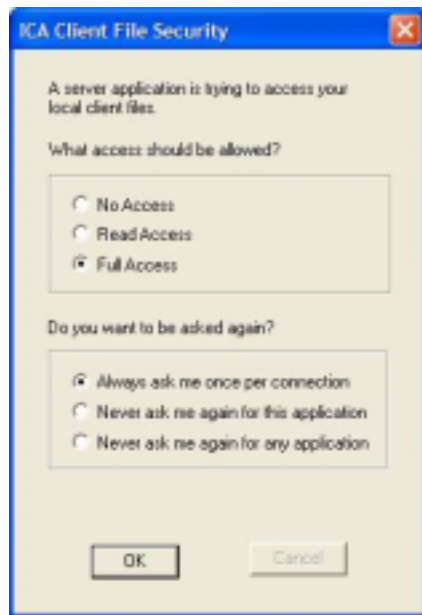 ICA Client File Security
A server application is trying to access your
local client files.
What access should be allowed?
No Access
Read Access
Full Access
Do you want to be asked again?
Always ask me once per connection
Never ask me again for this application
Never ask me again for any application
OK
Cancel